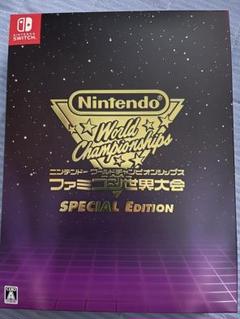 NINTENDO
SWITCH
Nintendo
World
Championships
ニンテンドー ワールドチャンピオンシップス
ファミコン世界大会
SPECIAL EDITION
A